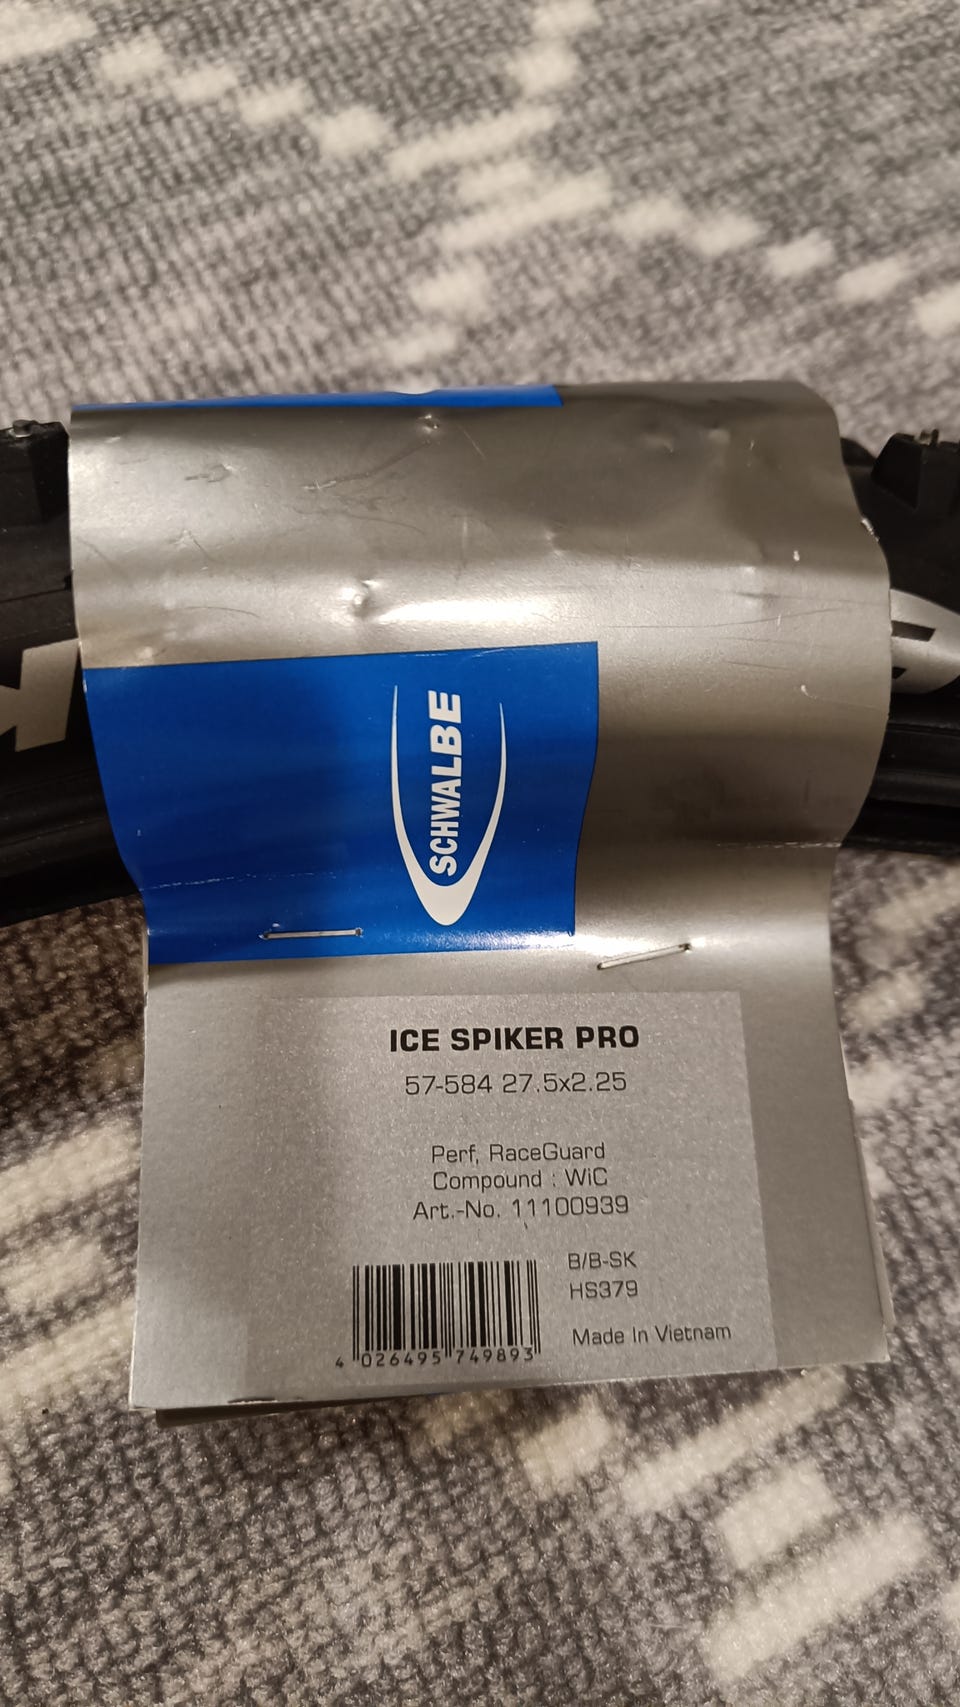 SCHWALBE
ICE SPIKER PRO
57-584 27.5x2.25
Perf, RaceGuard
Compound : WiC
Art.-No. 11100939
B/B-SK
HS379
Made In Vietnam
4 026495 749893